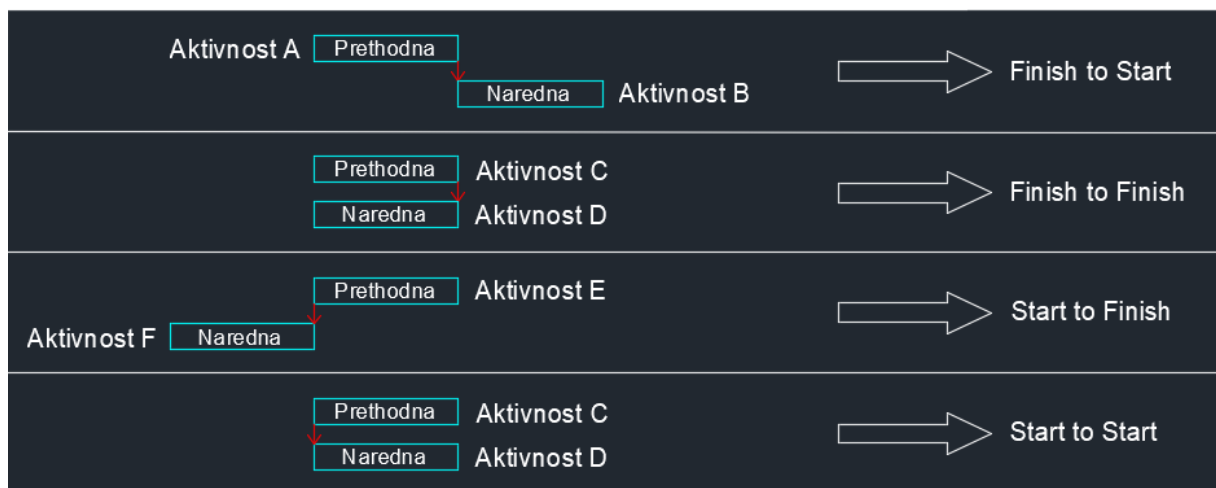 Aktivnost A Prethodna
Naredna Aktivnost B
Finish to Start
Prethodna Aktivnost C
Naredna Aktivnost D
Finish to Finish
Prethodna Aktivnost E
Aktivnost F Naredna
Start to Finish
Prethodna Aktivnost C
Naredna Aktivnost D
Start to Start